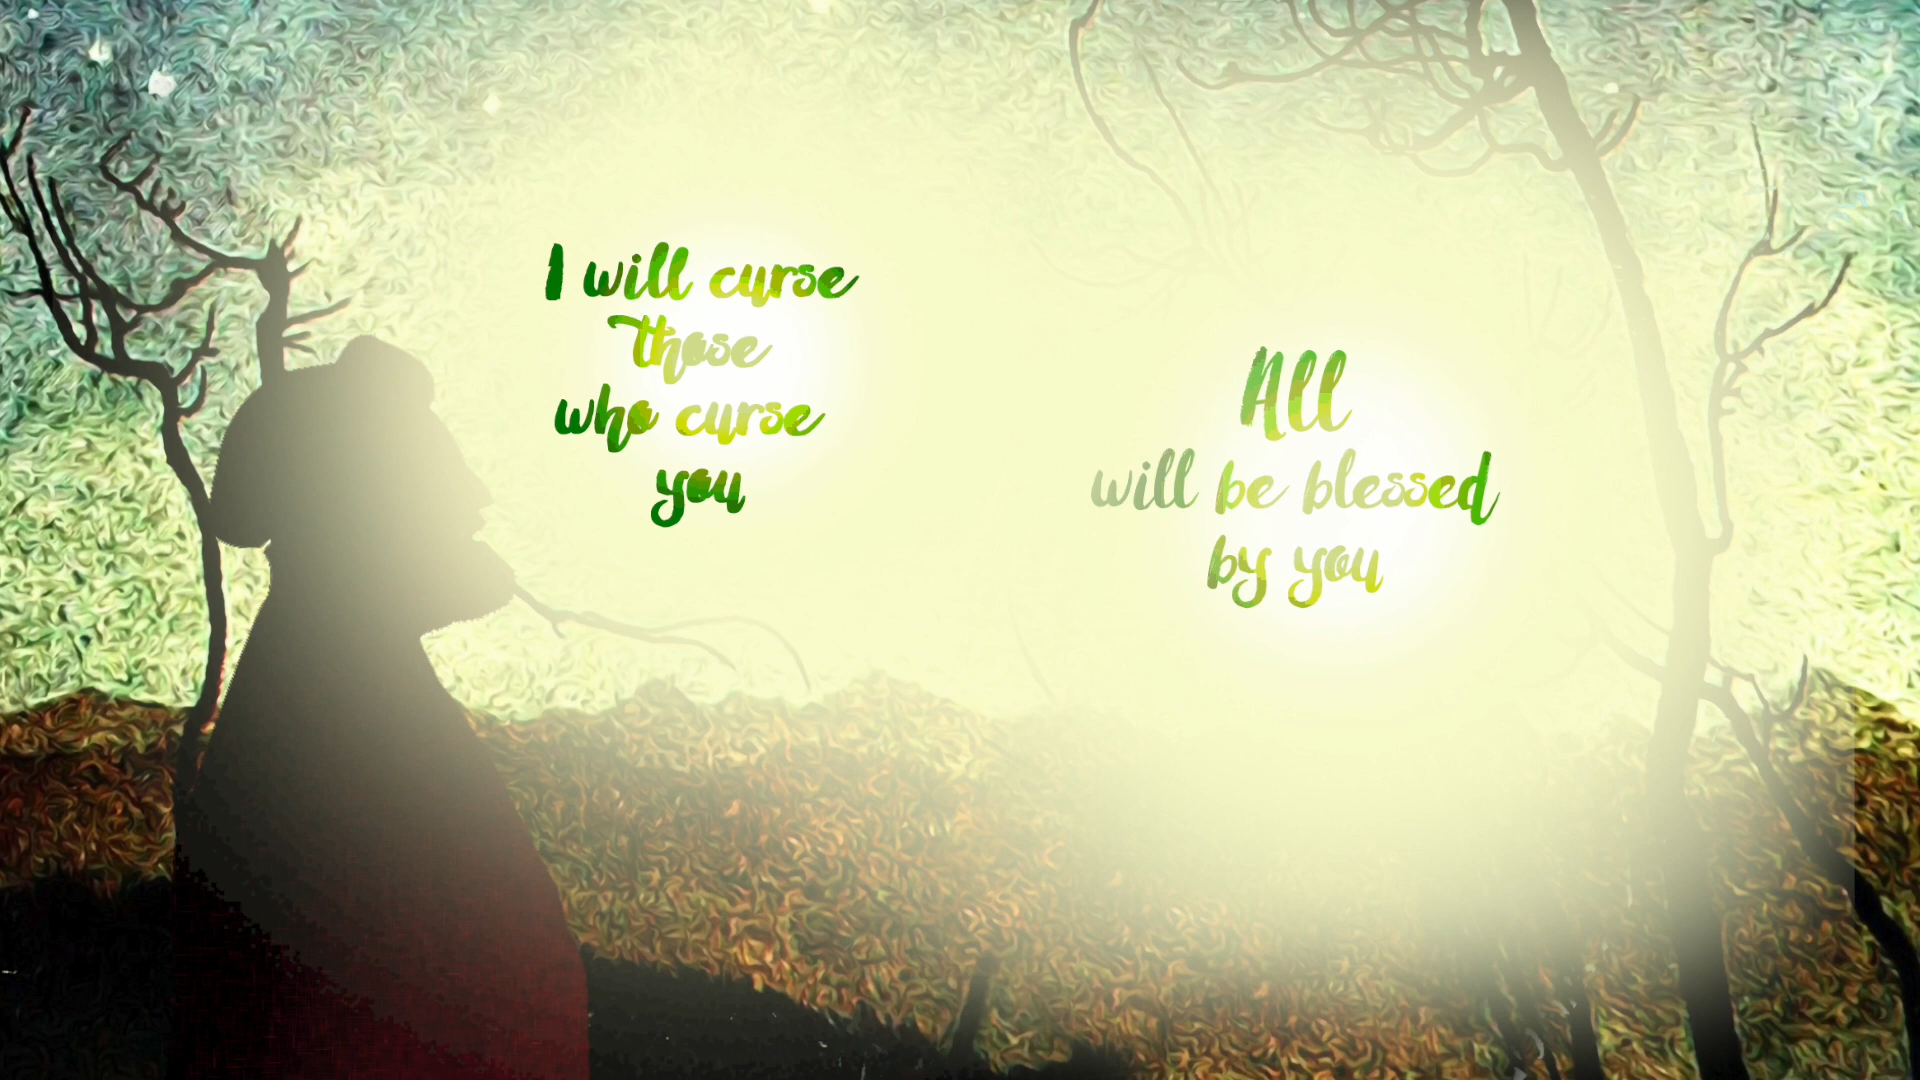 I will curse
those
who curse
you
All
will be blessed
by you